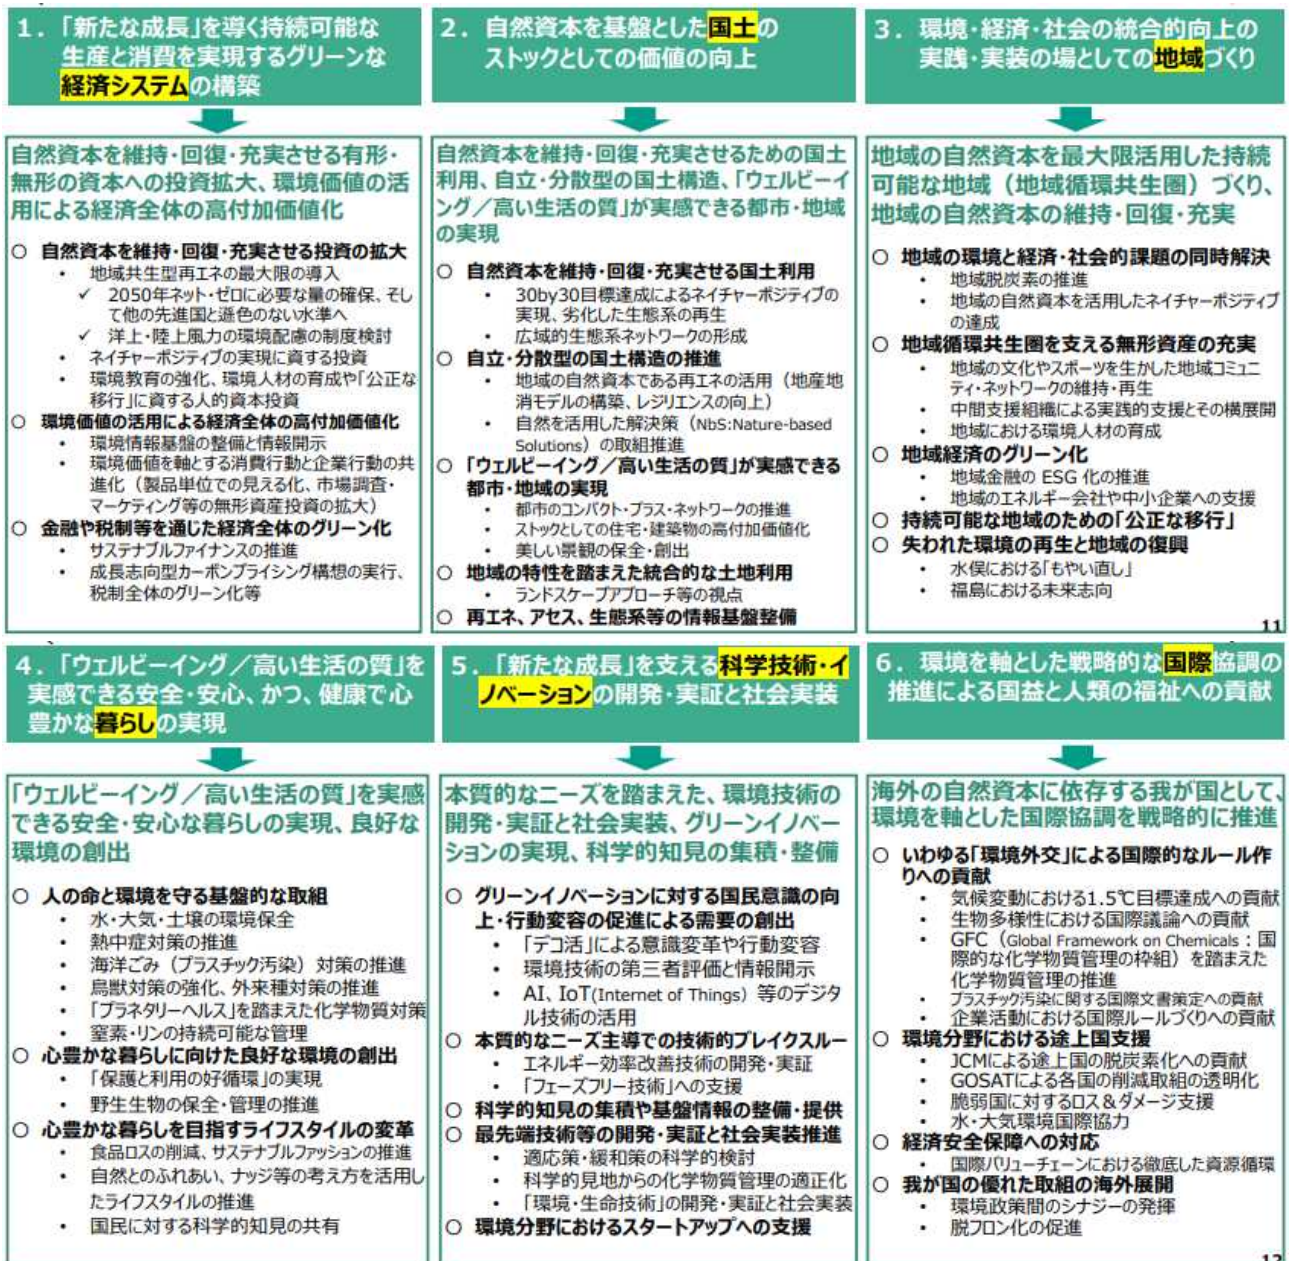 1．「新たな成長」を導く持続可能な
生産と消費を実現するグリーンな
経済システムの構築
自然資本を維持・回復・充実させる有形・
無形の資本への投資拡大、環境価値の活
用による経済全体の高付加価値化
○ 自然資本を維持・回復・充実させる投資の拡大
・ 地域共生型再エネの最大限の導入
✓ 2050年ネット・ゼロに必要な量の確保、そし
て他の先進国と遜色のない水準へ
✓ 洋上・陸上風力の環境配慮の制度検討
・ ネイチャーポジティブの実現に資する投資
・ 環境教育の強化、環境人材の育成や「公正な
移行」に資する人的資本投資
○ 環境価値の活用による経済全体の高付加価値化
・ 環境情報基盤の整備と情報開示
・ 環境価値を軸とする消費行動と企業行動の共
進化（製品単位での見える化、市場調査・
マーケティング等の無形資産投資の拡大）
○ 金融や税制等を通じた経済全体のグリーン化
・ サステナブルファイナンスの推進
・ 成長志向型カーボンプライシング構想の実行、
税制全体のグリーン化等
2．自然資本を基盤とした国土の
ストックとしての価値の向上
自然資本を維持・回復・充実させるための国土
利用、自立・分散型の国土構造、「ウェルビーイ
ング／高い生活の質」が実感できる都市・地域
の実現
○ 自然資本を維持・回復・充実させる国土利用
・ 30by30目標達成によるネイチャーポジティブの
実現、劣化した生態系の再生
・ 広域的生態系ネットワークの形成
○ 自立・分散型の国土構造の推進
・ 地域の自然資本である再エネの活用（地産地
消モデルの構築、レジリエンスの向上）
・ 自然を活用した解決策（NbS:Nature-based
Solutions）の取組推進
○ 「ウェルビーイング／高い生活の質」が実感できる
都市・地域の実現
・ 都市のコンパクト・プラス・ネットワークの推進
・ ストックとしての住宅・建築物の高付加価値化
・ 美しい景観の保全・創出
○ 地域の特性を踏まえた統合的な土地利用
・ ランドスケープアプローチ等の視点
○ 再エネ、アセス、生態系等の情報基盤整備
3．環境・経済・社会の統合的向上の
実践・実装の場としての地域づくり
地域の自然資本を最大限活用した持続
可能な地域（地域循環共生圏）づくり、
地域の自然資本の維持・回復・充実
○ 地域の環境と経済・社会的課題の同時解決
・ 地域脱炭素の推進
・ 地域の自然資本を活用したネイチャーポジティブ
の達成
○ 地域循環共生圏を支える無形資産の充実
・ 地域の文化やスポーツを生かした地域コミュニ
ティ・ネットワークの維持・再生
・ 中間支援組織による実践的支援とその横展開
・ 地域における環境人材の育成
○ 地域経済のグリーン化
・ 地域金融の ESG 化の推進
・ 地域のエネルギー会社や中小企業への支援
○ 持続可能な地域のための「公正な移行」
○ 失われた環境の再生と地域の復興
・ 水俣における「もやい直し」
・ 福島における未来志向
11
4．「ウェルビーイング／高い生活の質」を
実感できる安全・安心、かつ、健康で心
豊かな暮らしの実現
「ウェルビーイング／高い生活の質」を実感
できる安全・安心な暮らしの実現、良好な
環境の創出
○ 人の命と環境を守る基盤的な取組
・ 水・大気・土壌の環境保全
・ 熱中症対策の推進
・ 海洋ごみ（プラスチック汚染）対策の推進
・ 鳥獣対策の強化、外来種対策の推進
・ 「プラネタリーヘルス」を踏まえた化学物質対策
・ 窒素・リンの持続可能な管理
○ 心豊かな暮らしに向けた良好な環境の創出
・ 「保護と利用の好循環」の実現
・ 野生生物の保全・管理の推進
○ 心豊かな暮らしを目指すライフスタイルの変革
・ 食品ロスの削減、サステナブルファッションの推進
・ 自然とのふれあい、ナッジ等の考え方を活用し
たライフスタイルの推進
・ 国民に対する科学的知見の共有
5．「新たな成長」を支える科学技術・イ
ノベーションの開発・実証と社会実装
本質的なニーズを踏まえた、環境技術の
開発・実証と社会実装、グリーンイノベー
ションの実現、科学的知見の集積・整備
○ グリーンイノベーションに対する国民意識の向
上・行動変容の促進による需要の創出
・ 「デコ活」による意識変革や行動変容
・ 環境技術の第三者評価と情報開示
・ AI、IoT(Internet of Things）等のデジタ
ル技術の活用
○ 本質的なニーズ主導での技術的ブレイクスルー
・ エネルギー効率改善技術の開発・実証
・ 「フェーズフリー技術」への支援
○ 科学的知見の集積や基盤情報の整備・提供
○ 最先端技術等の開発・実証と社会実装推進
・ 適応策・緩和策の科学的検討
・ 科学的見地からの化学物質管理の適正化
・ 「環境・生命技術」の開発・実証と社会実装
○ 環境分野におけるスタートアップへの支援
6．環境を軸とした戦略的な国際協調の
推進による国益と人類の福祉への貢献
海外の自然資本に依存する我が国として、
環境を軸とした国際協調を戦略的に推進
○ いわゆる「環境外交」による国際的なルール作
りへの貢献
・ 気候変動における1.5℃目標達成への貢献
・ 生物多様性における国際議論への貢献
・ GFC（Global Framework on Chemicals：国
際的な化学物質管理の枠組）を踏まえた
化学物質管理の推進
・ プラスチック汚染に関する国際文書策定への貢献
・ 企業活動における国際ルールづくりへの貢献
○ 環境分野における途上国支援
・ JCMによる途上国の脱炭素化への貢献
・ GOSATによる各国の削減取組の透明化
・ 脆弱国に対するロス＆ダメージ支援
・ 水・大気環境国際協力
○ 経済安全保障への対応
・ 国際バリューチェーンにおける徹底した資源循環
○ 我が国の優れた取組の海外展開
・ 環境政策間のシナジーの発揮
・ 脱フロン化の促進
12